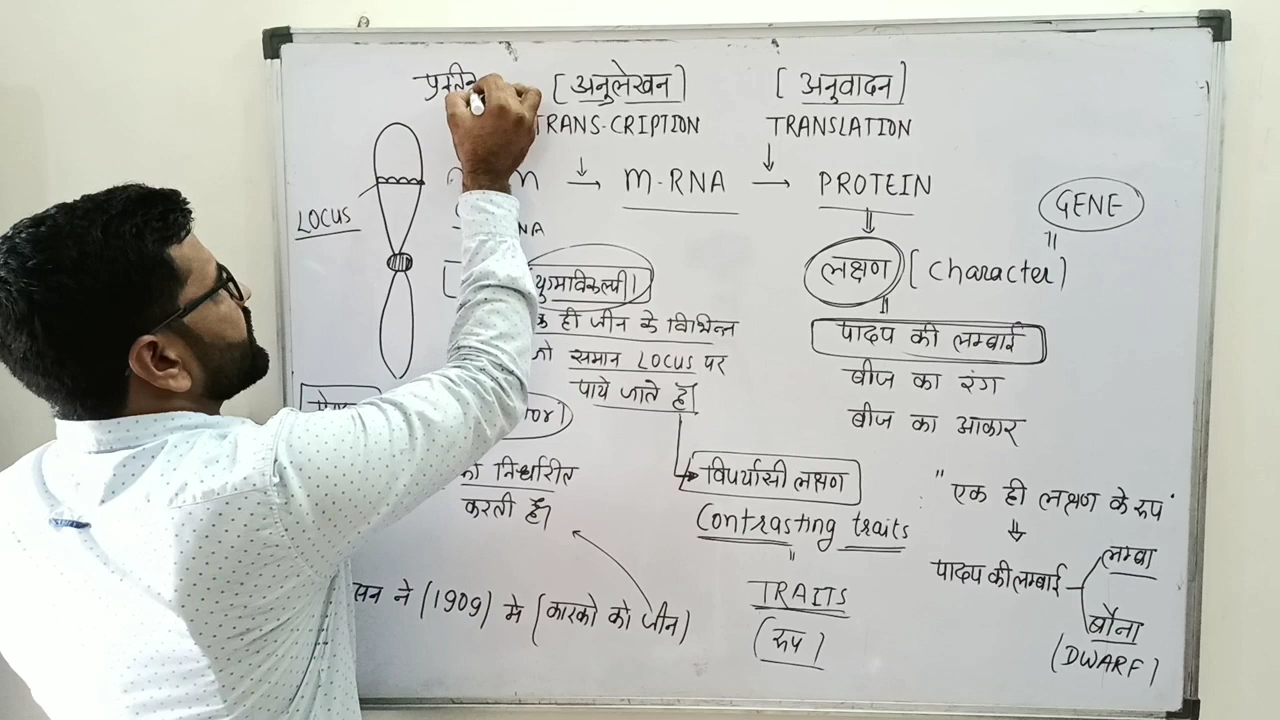 [अनुलेखन] [अनुवादन]
TRANS-CRIPTION TRANSLATION
→ M-RNA → PROTEIN
GENE
LOCUS
NA
लक्षण [Character]
युग्मविकल्पी
पादप की लम्बाई
ही जीन के विभिन्न
जो समान LOCUS पर
पाये जाते है।
बीज का रंग
बीज का आकार
tor)
को निर्धारित
करती है।
विपर्यासी लक्षण
Contrasting traits
"एक ही लक्षण के रूप"
पादप की लम्बाई
लम्बा
बौना
(DWARF)
TRAITS
(रूप)
सन ने (1909) मे (कारको को जीन)